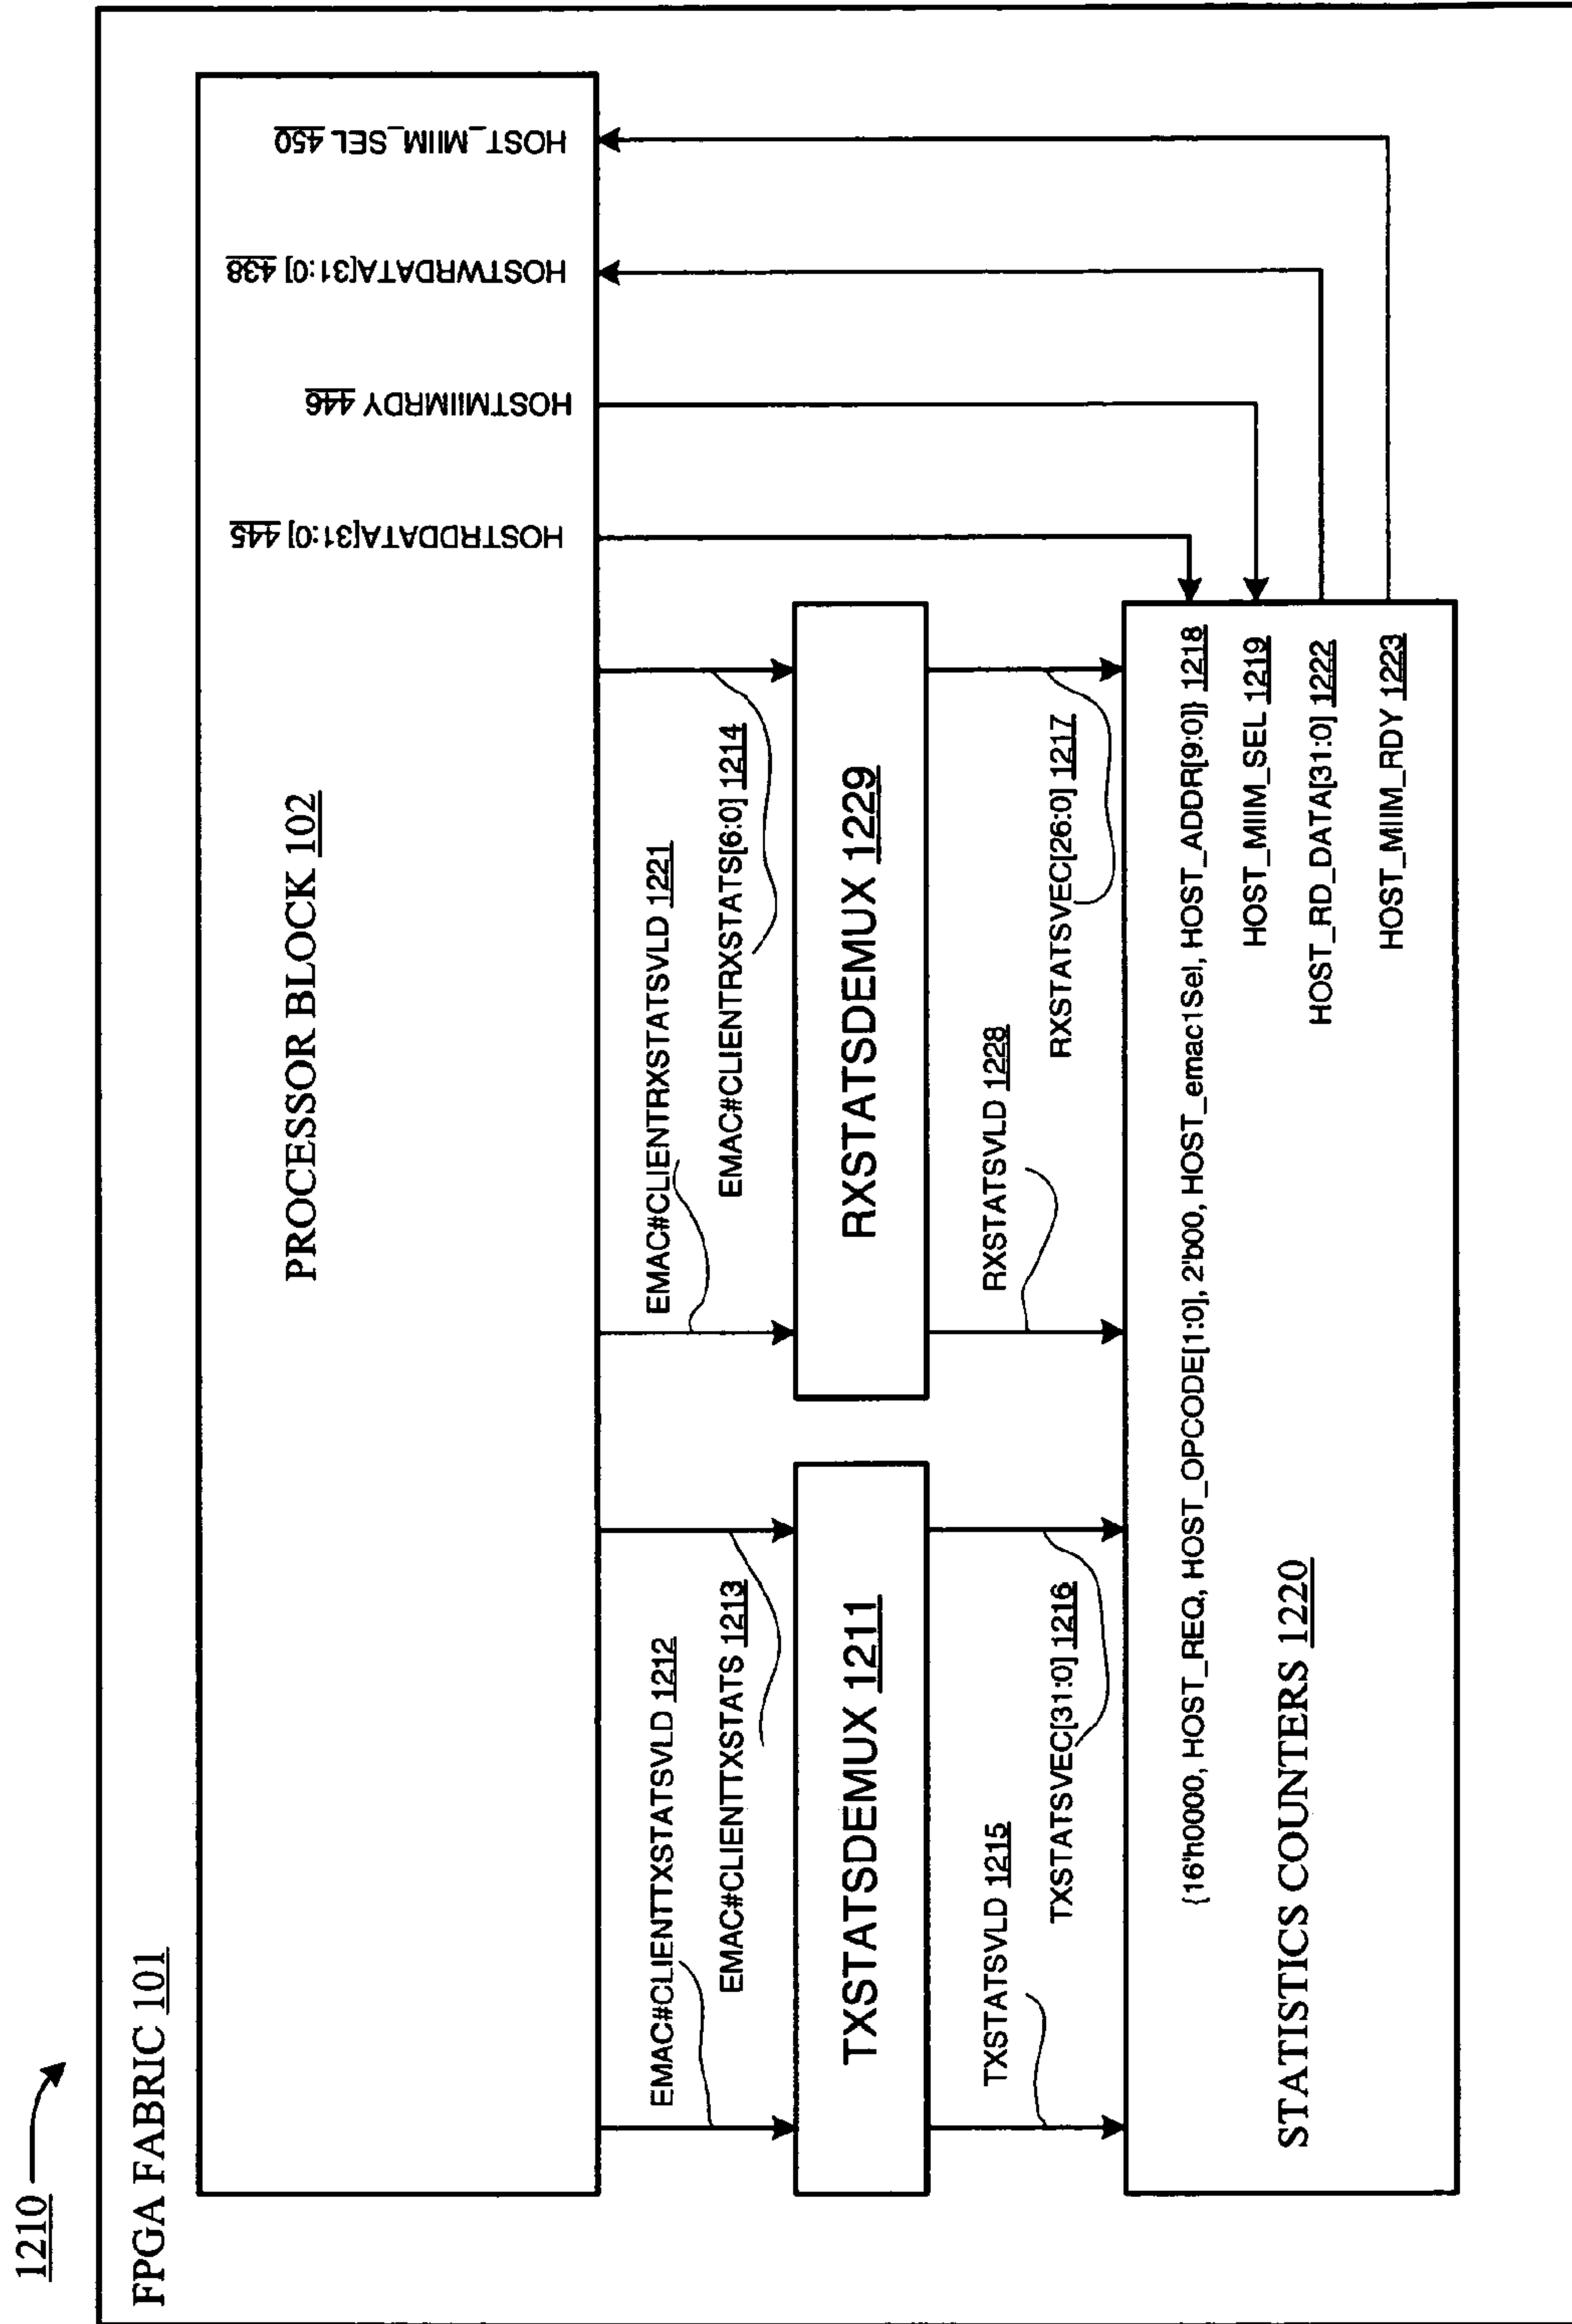 1210
FPGA FABRIC 101
PROCESSOR BLOCK 102
HOSTRDDATA[31:0] 445
HOSTMIIMRDY 446
HOSTWRDATA[31:0] 438
HOST_MIIM_SEL 450
EMAC#CLIENTTXSTATSVLD 1212
EMAC#CLIENTTXSTATS 1213
EMAC#CLIENTRXSTATSVLD 1221
EMAC#CLIENTRXSTATS[6:0] 1214
TXSTATSDEMUX 1211
RXSTATSDEMUX 1229
TXSTATSVLD 1215
TXSTATSVEC[31:0] 1216
RXSTATSVLD 1228
RXSTATSVEC[26:0] 1217
{16'h0000, HOST_REQ, HOST_OPCODE[1:0], 2'b00, HOST_emac1Sel, HOST_ADDR[9:0]} 1218
HOST_MIIM_SEL 1219
HOST_RD_DATA[31:0] 1222
HOST_MIIM_RDY 1223
STATISTICS COUNTERS 1220